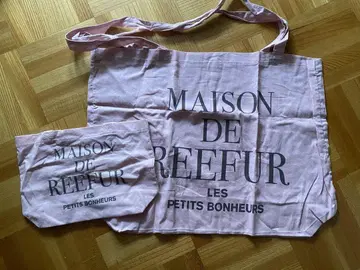 MAISON
DE
REEFUR
LES
PETITS BONHEURS
MAISON
DE
REEFUR
LES
PETITS BONHEURS